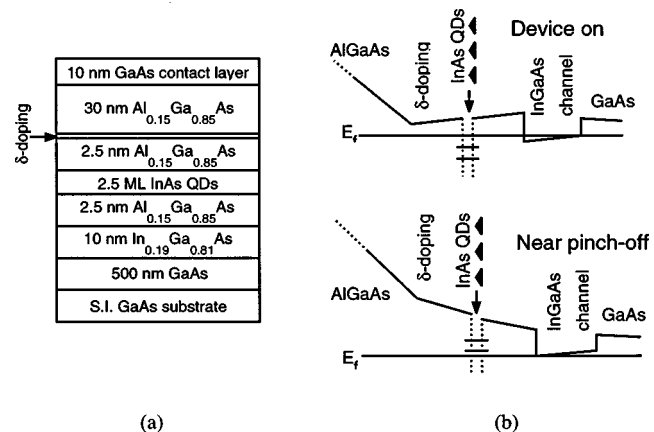 10 nm GaAs contact layer
30 nm Al0.15Ga0.85As
δ-doping
2.5 nm Al0.15Ga0.85As
2.5 ML InAs QDs
2.5 nm Al0.15Ga0.85As
10 nm In0.19Ga0.81As
500 nm GaAs
S.I. GaAs substrate
(a)
Device on
AlGaAs
δ-doping
InAs QDs
InGaAs
channel
GaAs
Ef
Near pinch-off
AlGaAs
δ-doping
InAs QDs
InGaAs
channel
GaAs
Ef
(b)